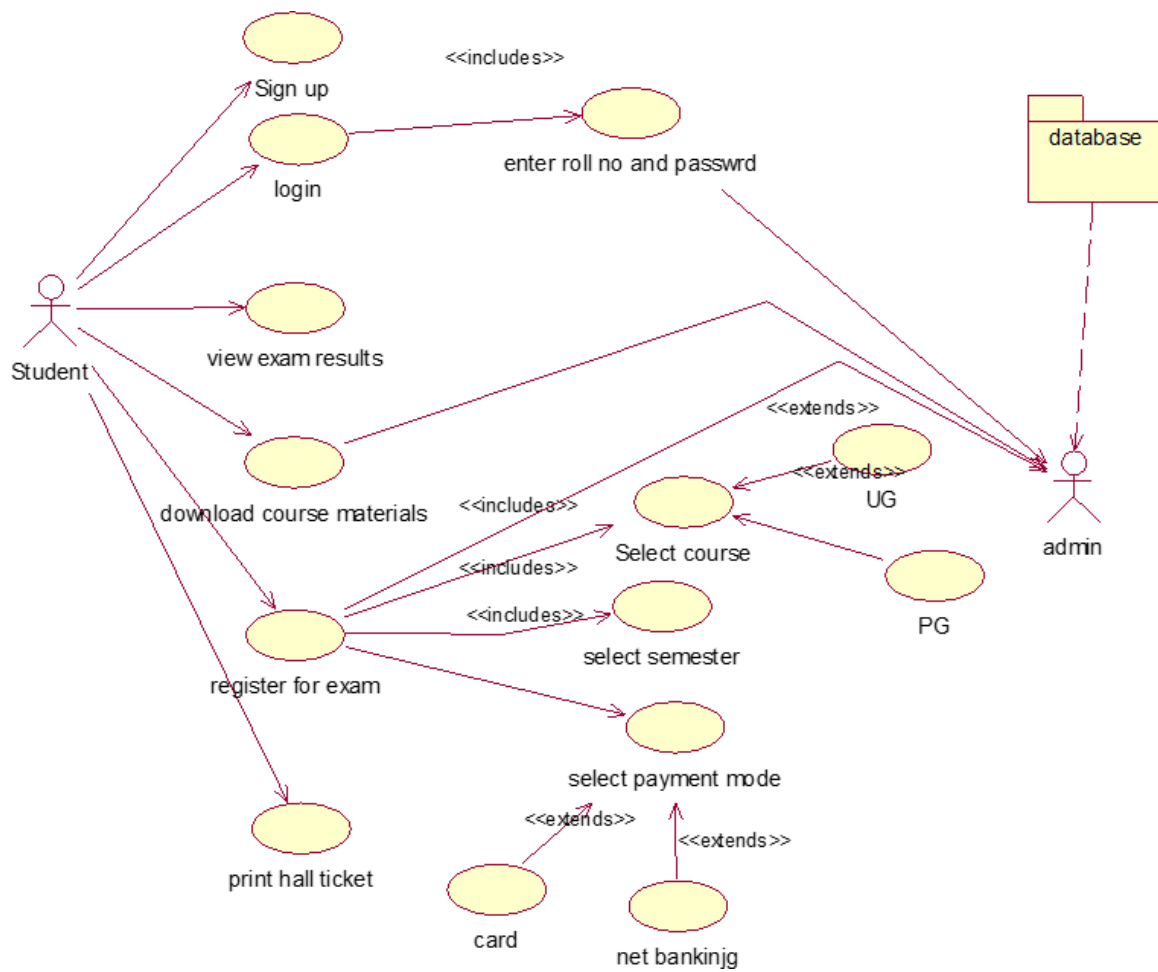 <<includes>>
Sign up
database
enter roll no and passwrd
login
view exam results
Student
<<extends>>
<<extends>>
UG
<<includes>>
download course materials
Select course
admin
<<includes>>
<<includes>>
PG
select semester
register for exam
select payment mode
<<extends>>
<<extends>>
print hall ticket
card
net bankinjg